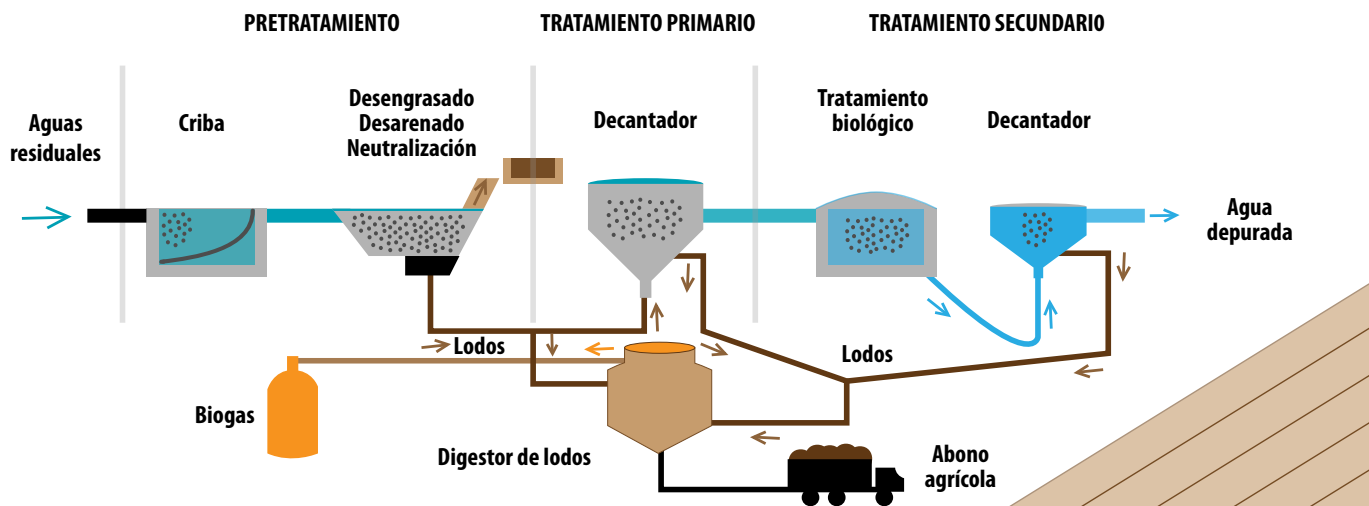 PRETRATAMIENTO
TRATAMIENTO PRIMARIO
TRATAMIENTO SECUNDARIO
Aguas
residuales
Criba
Desengrasado
Desarenado
Neutralización
Decantador
Tratamiento
biológico
Decantador
Agua
depurada
Lodos
Lodos
Biogas
Digestor de lodos
Abono
agrícola